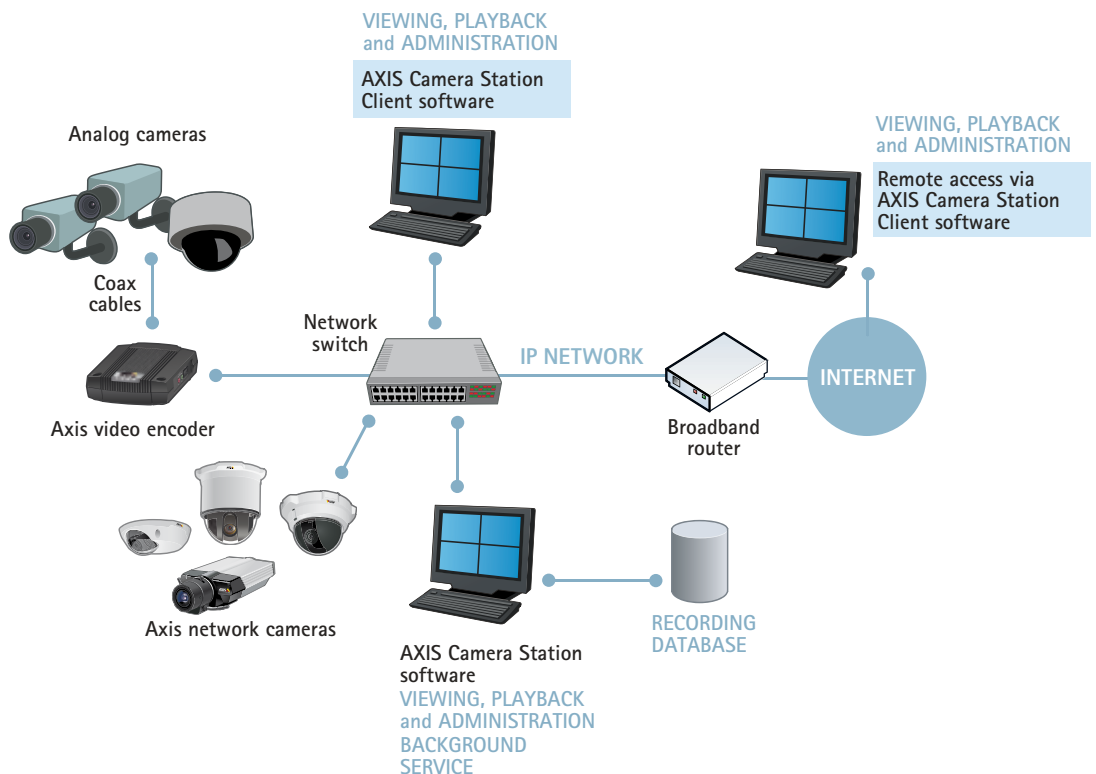 VIEWING, PLAYBACK
and ADMINISTRATION
AXIS Camera Station
Client software
Analog cameras
VIEWING, PLAYBACK
and ADMINISTRATION
Remote access via
AXIS Camera Station
Client software
Coax
cables
Network
switch
IP NETWORK
INTERNET
Axis video encoder
Broadband
router
Axis network cameras
RECORDING
DATABASE
AXIS Camera Station
software
VIEWING, PLAYBACK
and ADMINISTRATION
BACKGROUND
SERVICE